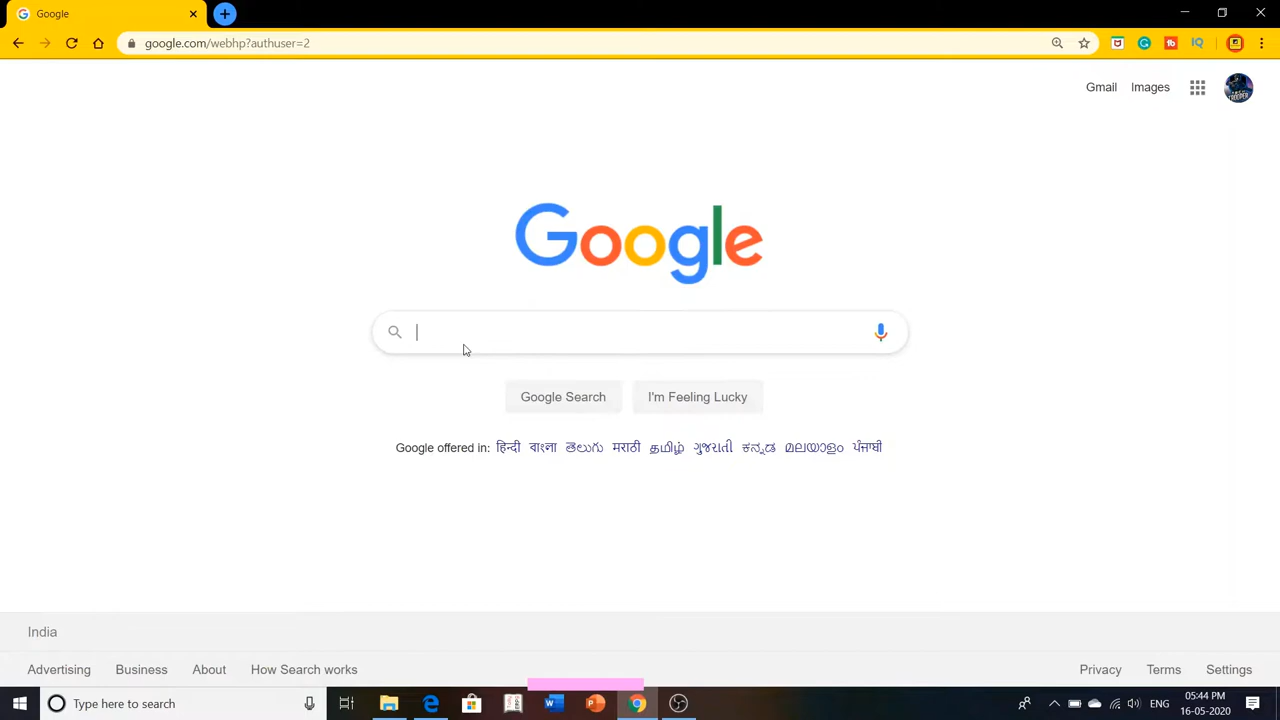 Google
google.com/webhp?authuser=2
Gmail Images
Google
Google Search I'm Feeling Lucky
Google offered in: हिन्दी বাংলা తెలుగు मराठी தமிழ் ગુજરાતી ಕನ್ನಡ മലയാളം ਪੰਜਾਬੀ
India
Advertising Business About How Search works Privacy Terms Settings
Type here to search
ENG
05:44 PM
16-05-2020